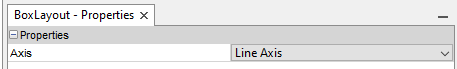 BoxLayout - Properties
Properties
Axis Line Axis